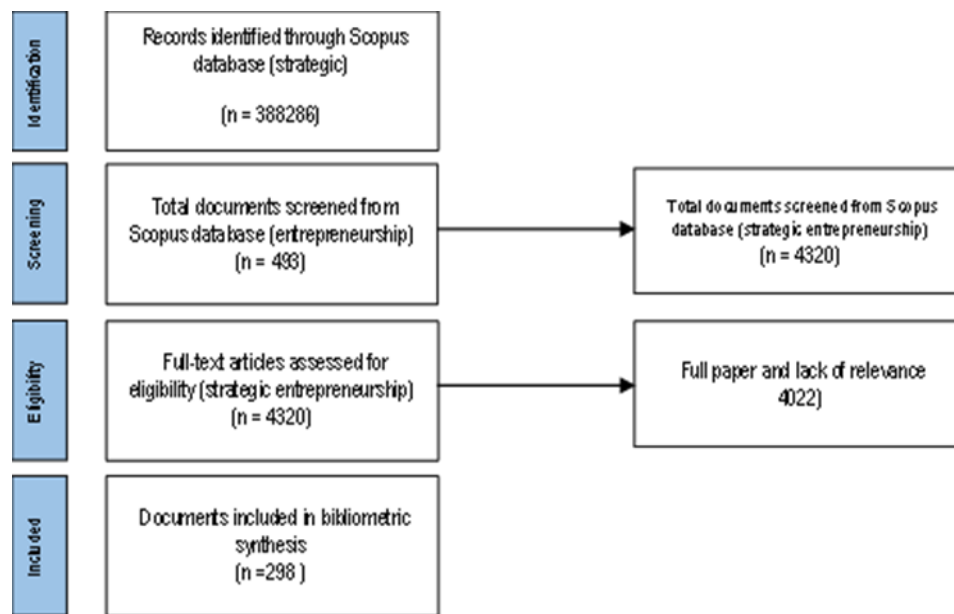 Identification
Records identified through Scopus
database (strategic)
(n = 388286)
Screening
Total documents screened from
Scopus database (entrepreneurship)
(n = 493)
Total documents screened from Scopus
database (strategic entrepreneurship)
(n = 4320)
Eligibility
Full-text articles assessed for
eligibility (strategic entrepreneurship)
(n = 4320)
Full paper and lack of relevance
4022)
Included
Documents included in bibliometric
synthesis
(n =298 )